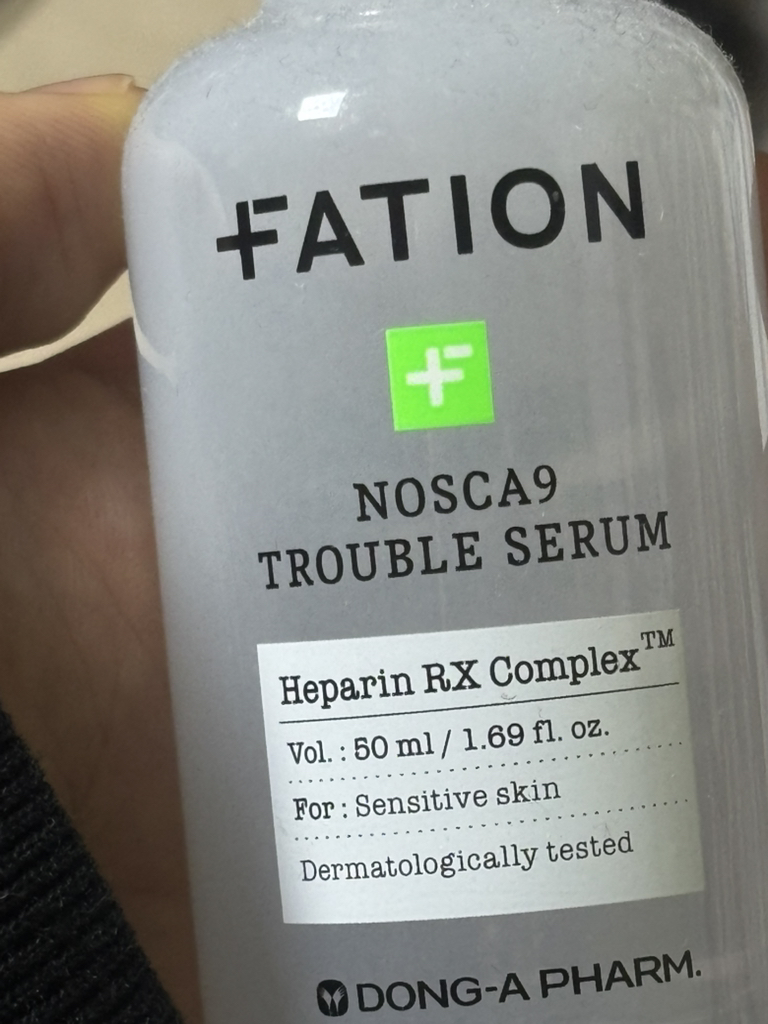 FATION
NOSCA9
TROUBLE SERUM
Heparin RX Complex™
Vol. : 50 ml / 1.69 fl. oz.
For : Sensitive skin
Dermatologically tested
DONG-A PHARM.